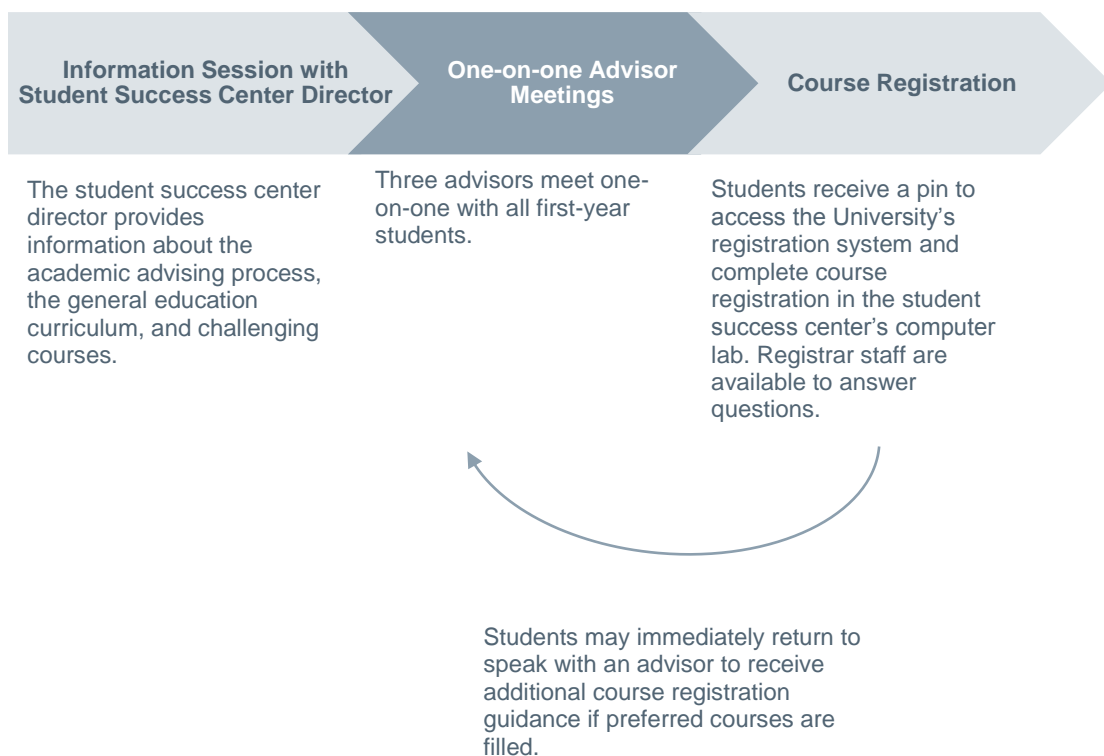 Information Session with
Student Success Center Director
One-on-one Advisor
Meetings
Course Registration
The student success center
director provides
information about the
academic advising process,
the general education
curriculum, and challenging
courses.
Three advisors meet one-
on-one with all first-year
students.
Students receive a pin to
access the University’s
registration system and
complete course
registration in the student
success center’s computer
lab. Registrar staff are
available to answer
questions.
Students may immediately return to
speak with an advisor to receive
additional course registration
guidance if preferred courses are
filled.